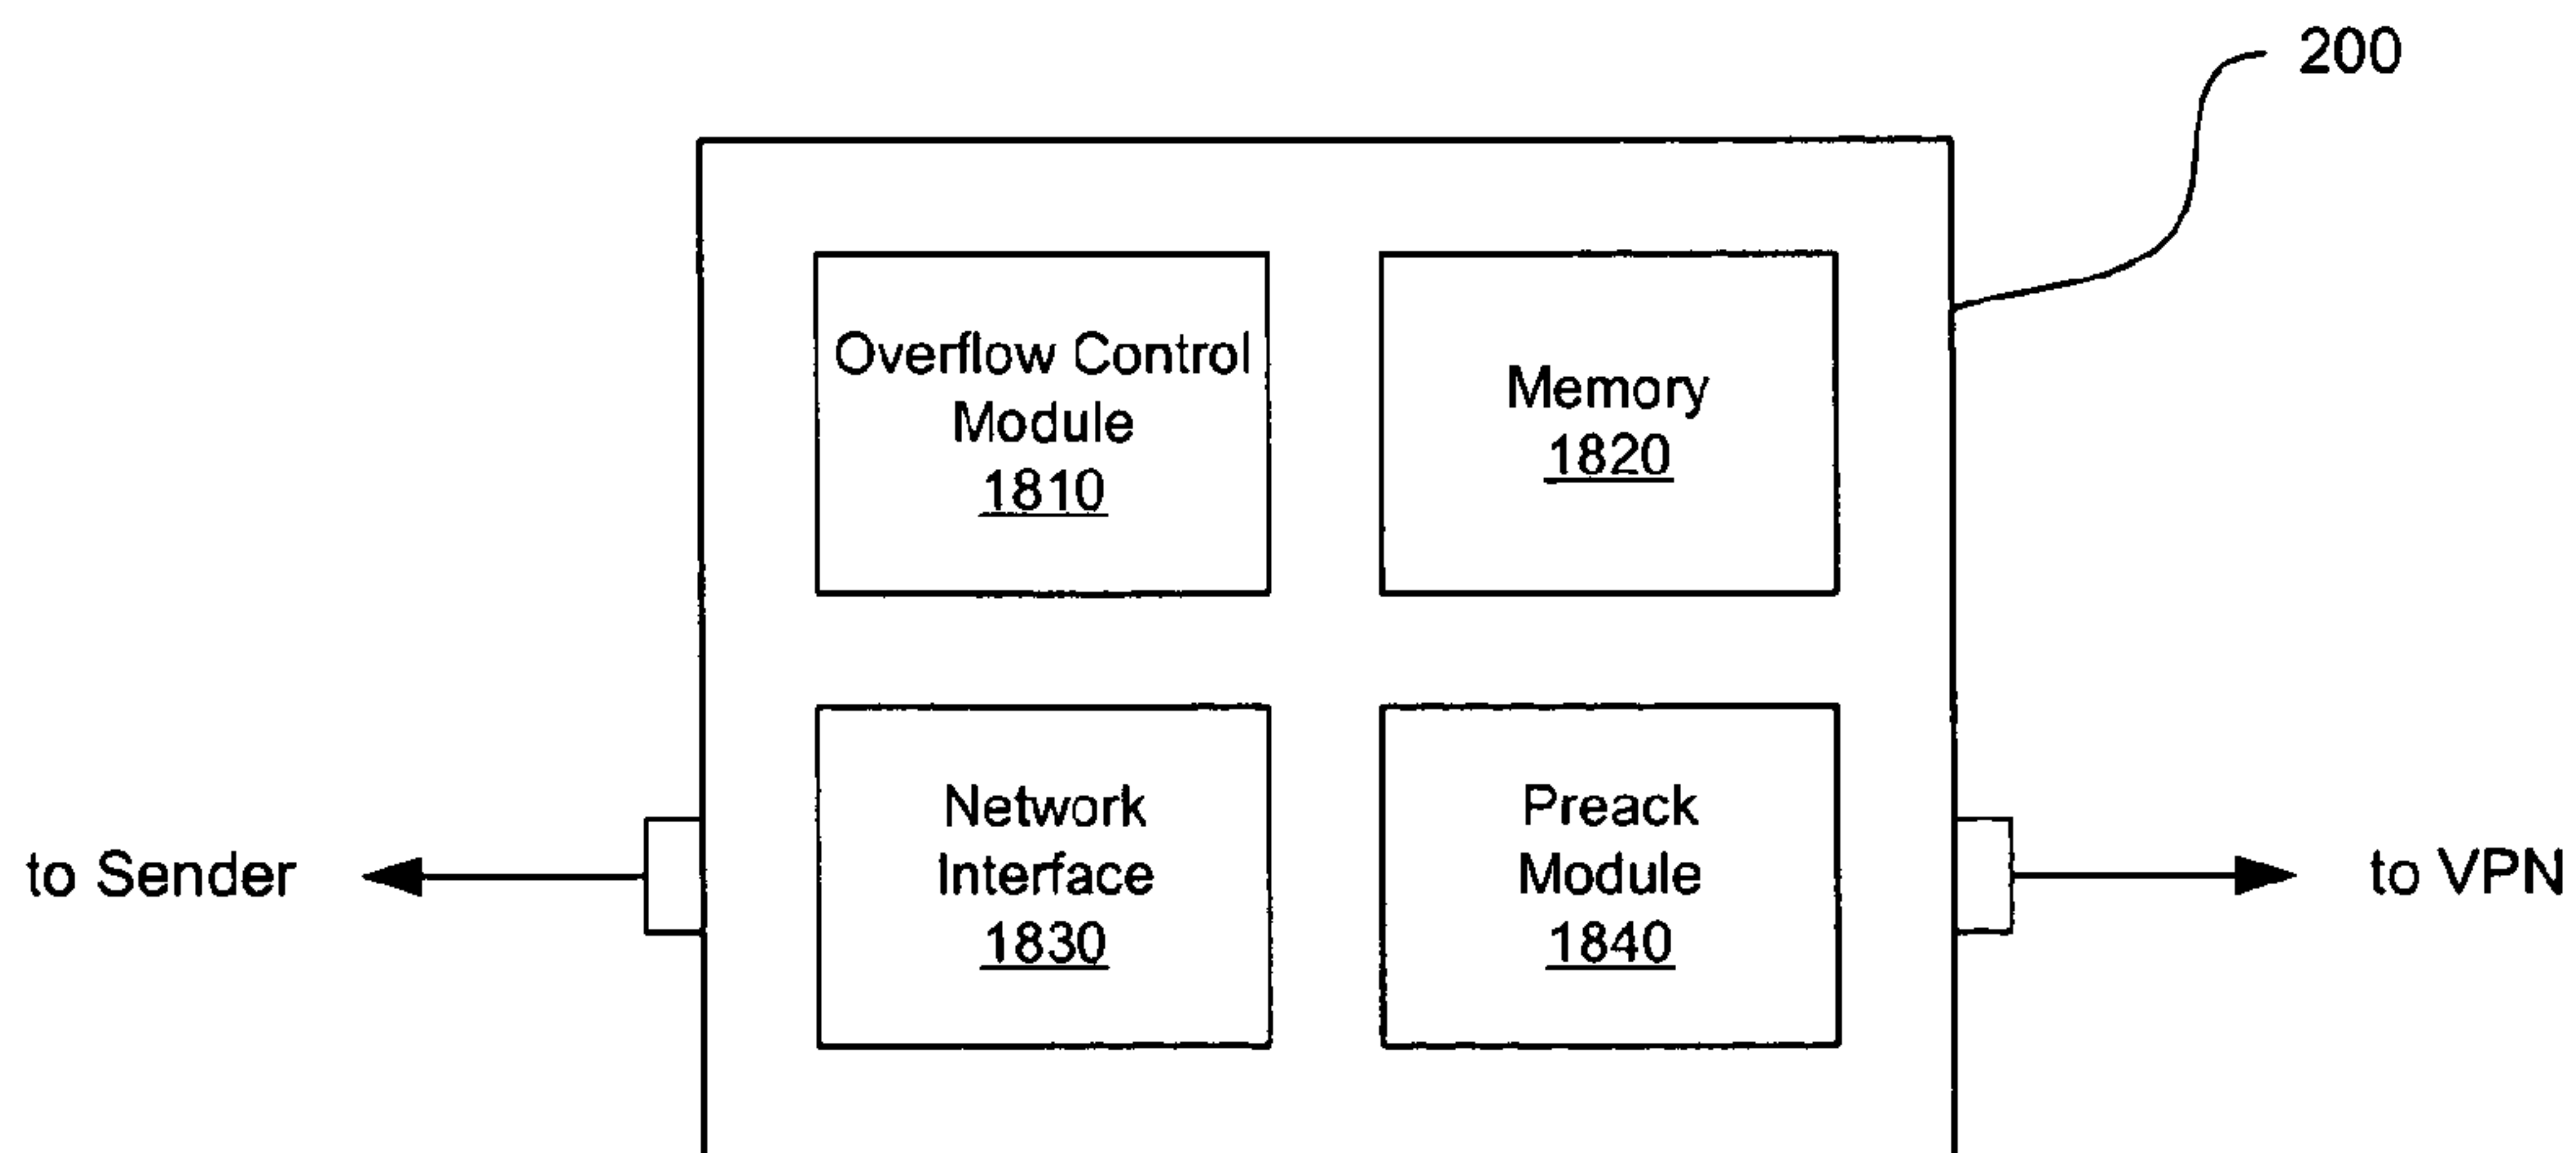 200
Overflow Control
Module
1810
Memory
1820
Network
Interface
1830
Preack
Module
1840
to Sender
to VPN